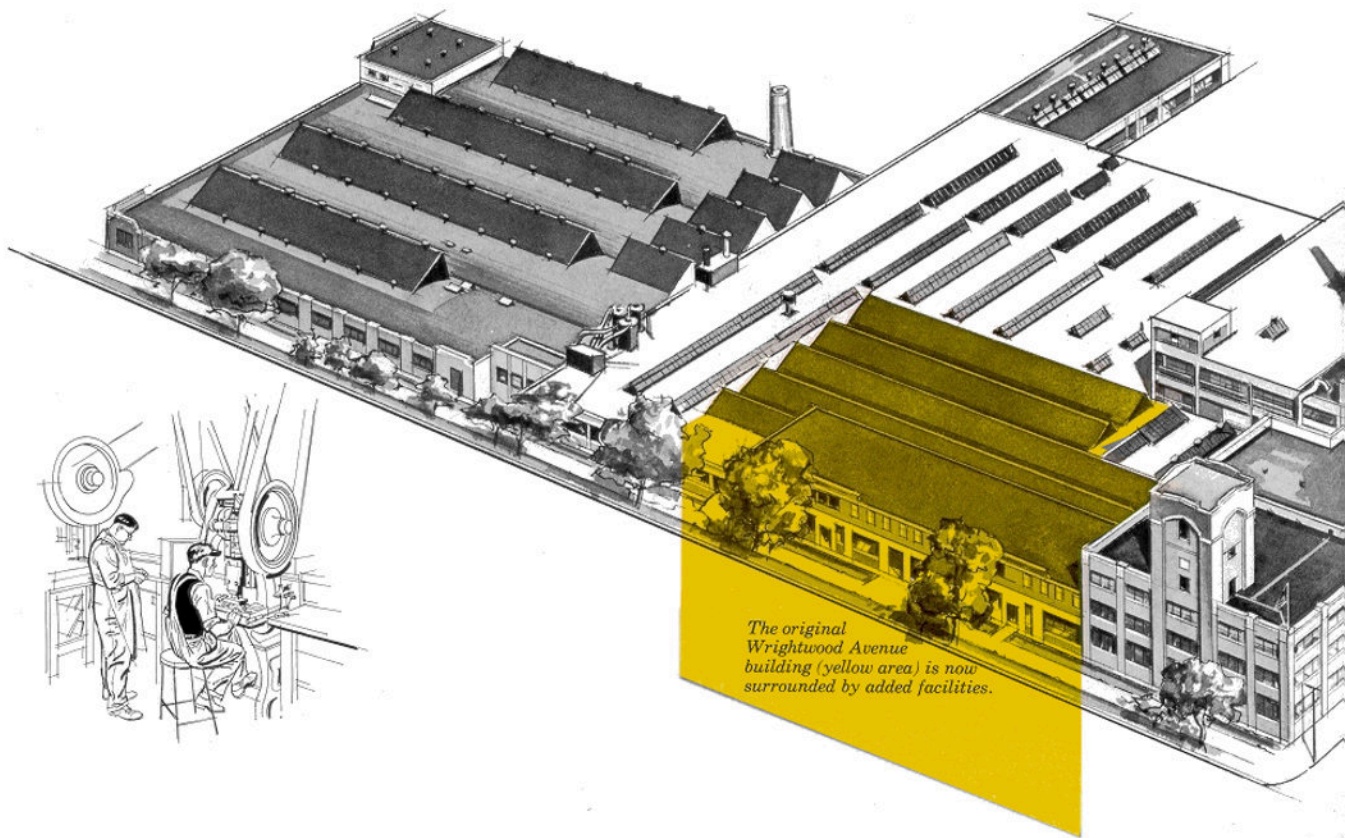 The original
Wrightwood Avenue
building (yellow area) is now
surrounded by added facilities.